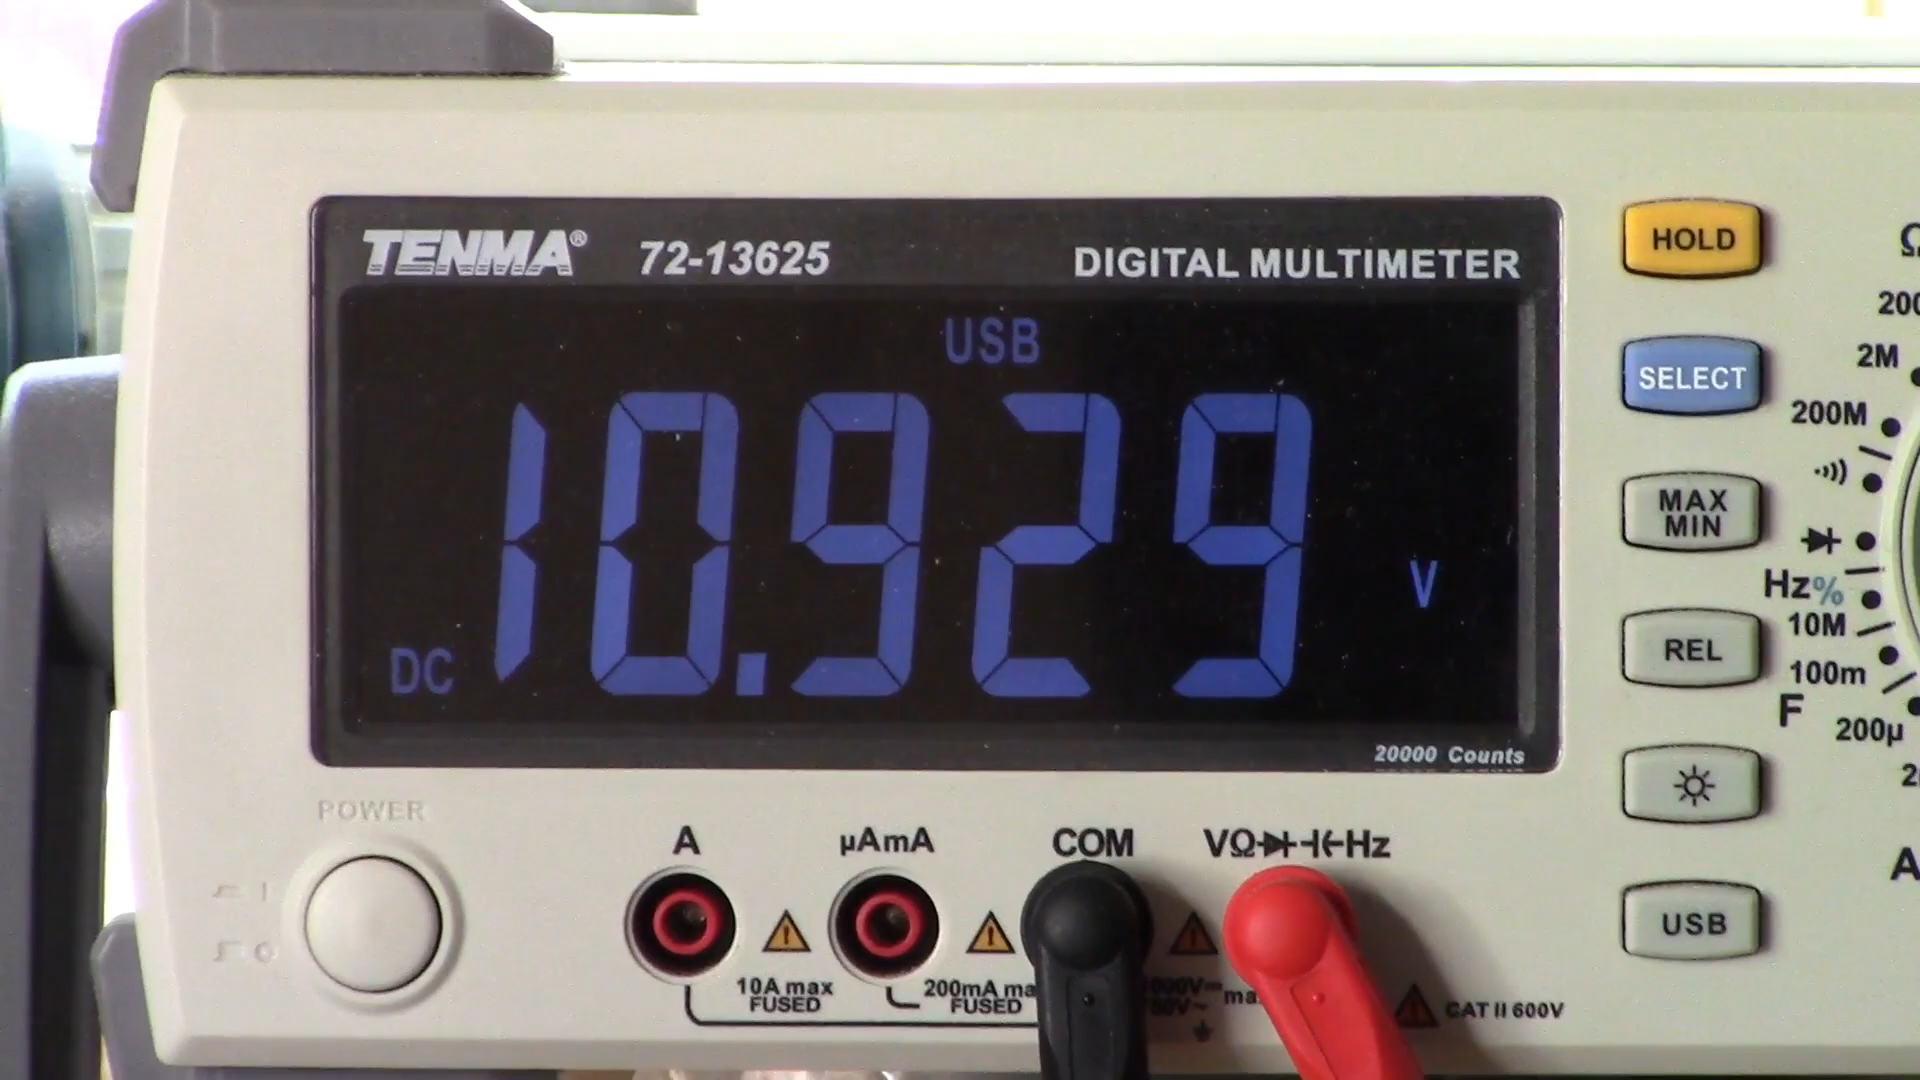 TENMA® 72-13625 DIGITAL MULTIMETER
USB
DC 10.929 V
20000 Counts
POWER
A μAmA COM VΩ Hz
10A max
FUSED
200mA
FUSED
CAT II 600V
HOLD
SELECT
MAX
MIN
REL
USB
2M
200M
Hz%
10M
100m
F
200μ